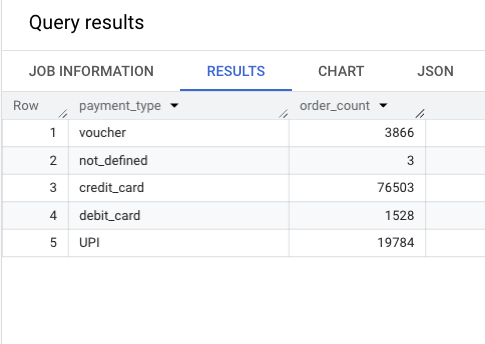 Query results
JOB INFORMATION RESULTS CHART JSON
Row payment_type order_count
1 voucher 3866
2 not_defined 3
3 credit_card 76503
4 debit_card 1528
5 UPI 19784